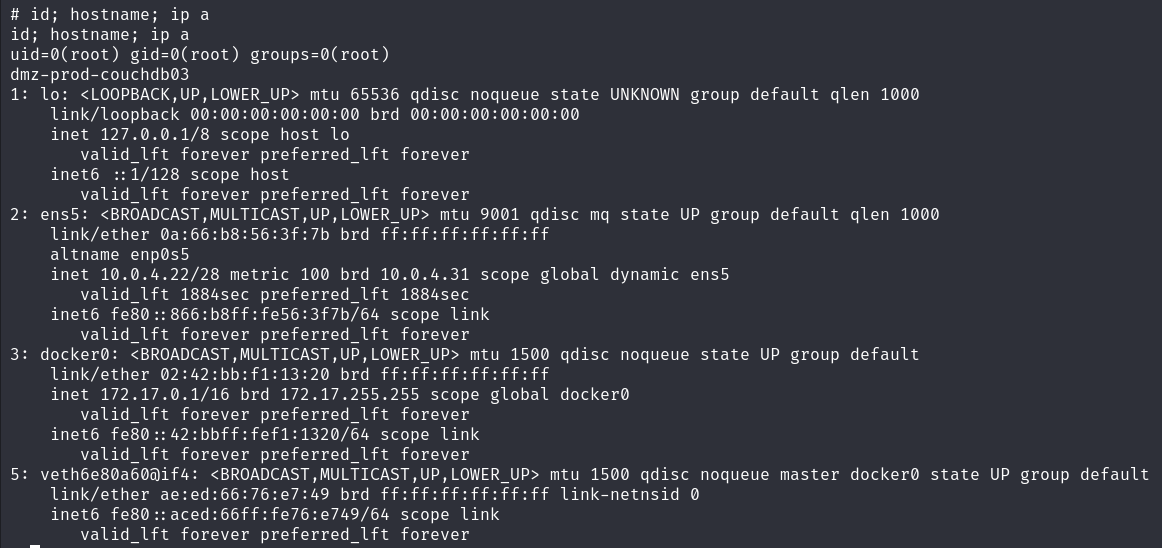 # id; hostname; ip a
id; hostname; ip a
uid=0(root) gid=0(root) groups=0(root)
dmz-prod-couchdb03
1: lo: <LOOPBACK,UP,LOWER_UP> mtu 65536 qdisc noqueue state UNKNOWN group default qlen 1000
    link/loopback 00:00:00:00:00:00 brd 00:00:00:00:00:00
    inet 127.0.0.1/8 scope host lo
       valid_lft forever preferred_lft forever
    inet6 ::1/128 scope host
       valid_lft forever preferred_lft forever
2: ens5: <BROADCAST,MULTICAST,UP,LOWER_UP> mtu 9001 qdisc mq state UP group default qlen 1000
    link/ether 0a:66:b8:56:3f:7b brd ff:ff:ff:ff:ff:ff
    altname enp0s5
    inet 10.0.4.22/28 metric 100 brd 10.0.4.31 scope global dynamic ens5
       valid_lft 1884sec preferred_lft 1884sec
    inet6 fe80::866:b8ff:fe56:3f7b/64 scope link
       valid_lft forever preferred_lft forever
3: docker0: <BROADCAST,MULTICAST,UP,LOWER_UP> mtu 1500 qdisc noqueue state UP group default
    link/ether 02:42:bb:f1:13:20 brd ff:ff:ff:ff:ff:ff
    inet 172.17.0.1/16 brd 172.17.255.255 scope global docker0
       valid_lft forever preferred_lft forever
    inet6 fe80::42:bbff:fef1:1320/64 scope link
       valid_lft forever preferred_lft forever
5: veth6e80a60@if4: <BROADCAST,MULTICAST,UP,LOWER_UP> mtu 1500 qdisc noqueue master docker0 state UP group default
    link/ether ae:ed:66:76:e7:49 brd ff:ff:ff:ff:ff:ff link-netnsid 0
    inet6 fe80::aced:66ff:fe76:e749/64 scope link
       valid_lft forever preferred_lft forever